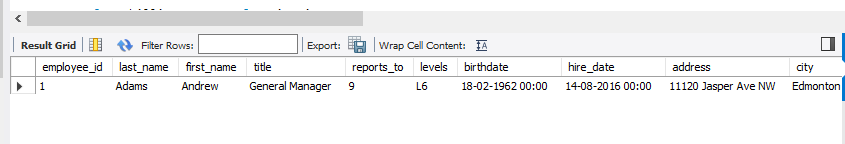 Result Grid Filter Rows: Export: Wrap Cell Content:
employee_id last_name first_name title reports_to levels birthdate hire_date address city
1 Adams Andrew General Manager 9 L6 18-02-1962 00:00 14-08-2016 00:00 11120 Jasper Ave NW Edmonton